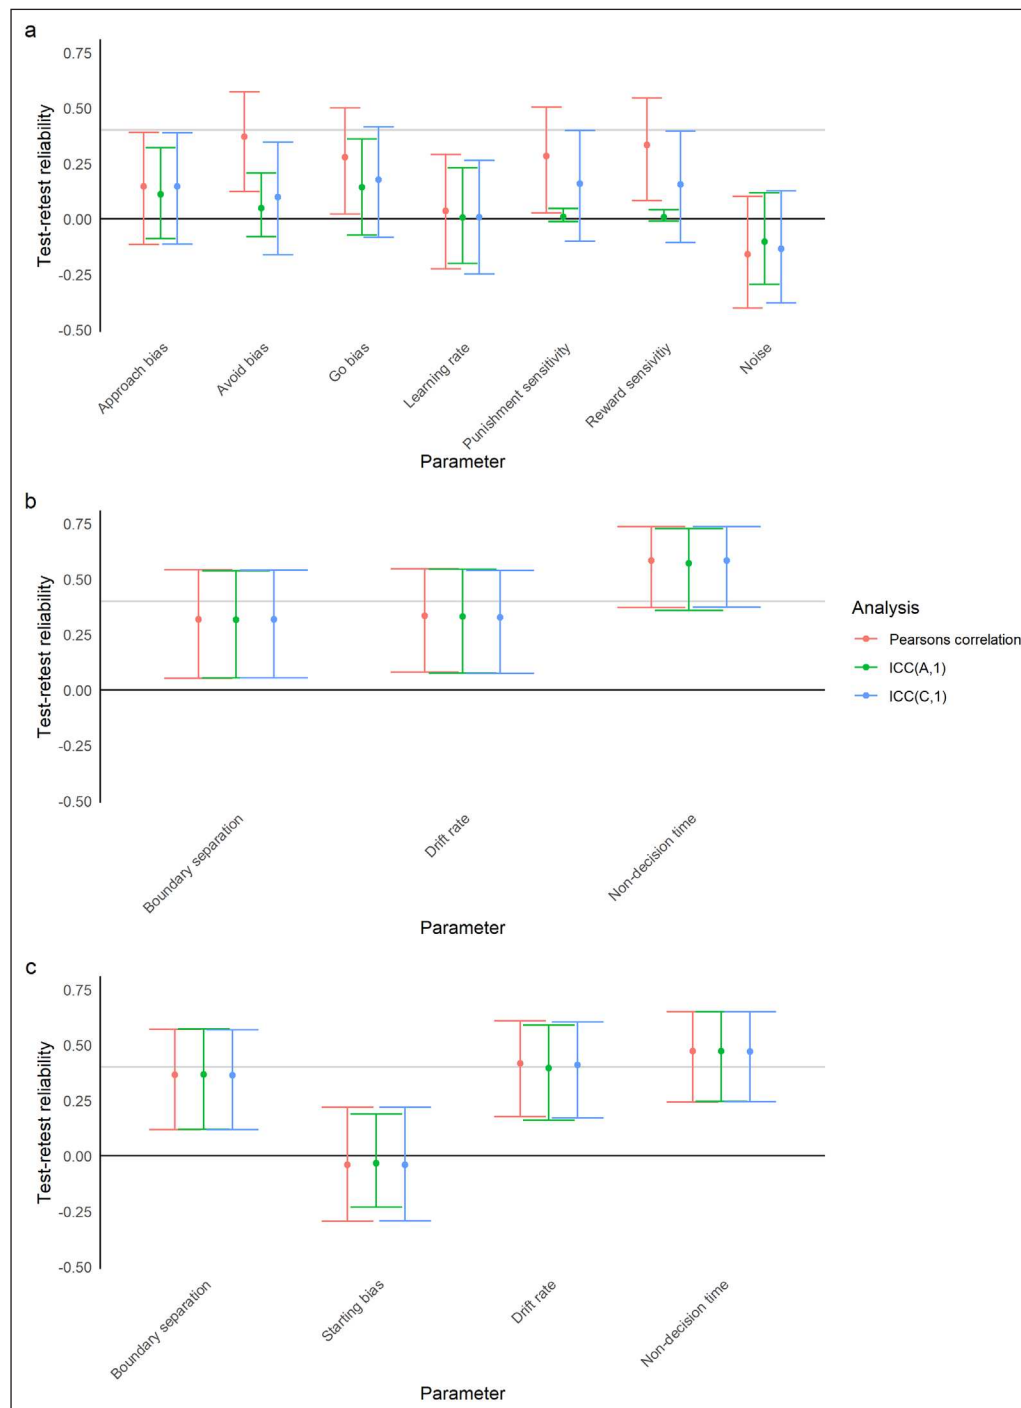 a
Test-retest reliability
0.75
0.50
0.25
0.00
-0.25
-0.50
Approach bias
Avoid bias
Go bias
Learning rate
Punishment sensitivity
Reward sensivitiy
Noise
Parameter
b
Test-retest reliability
0.75
0.50
0.25
0.00
-0.25
-0.50
Boundary separation
Drift rate
Non-decision time
Parameter
Analysis
Pearsons correlation
ICC(A,1)
ICC(C,1)
c
Test-retest reliability
0.75
0.50
0.25
0.00
-0.25
-0.50
Boundary separation
Starting bias
Drift rate
Non-decision time
Parameter